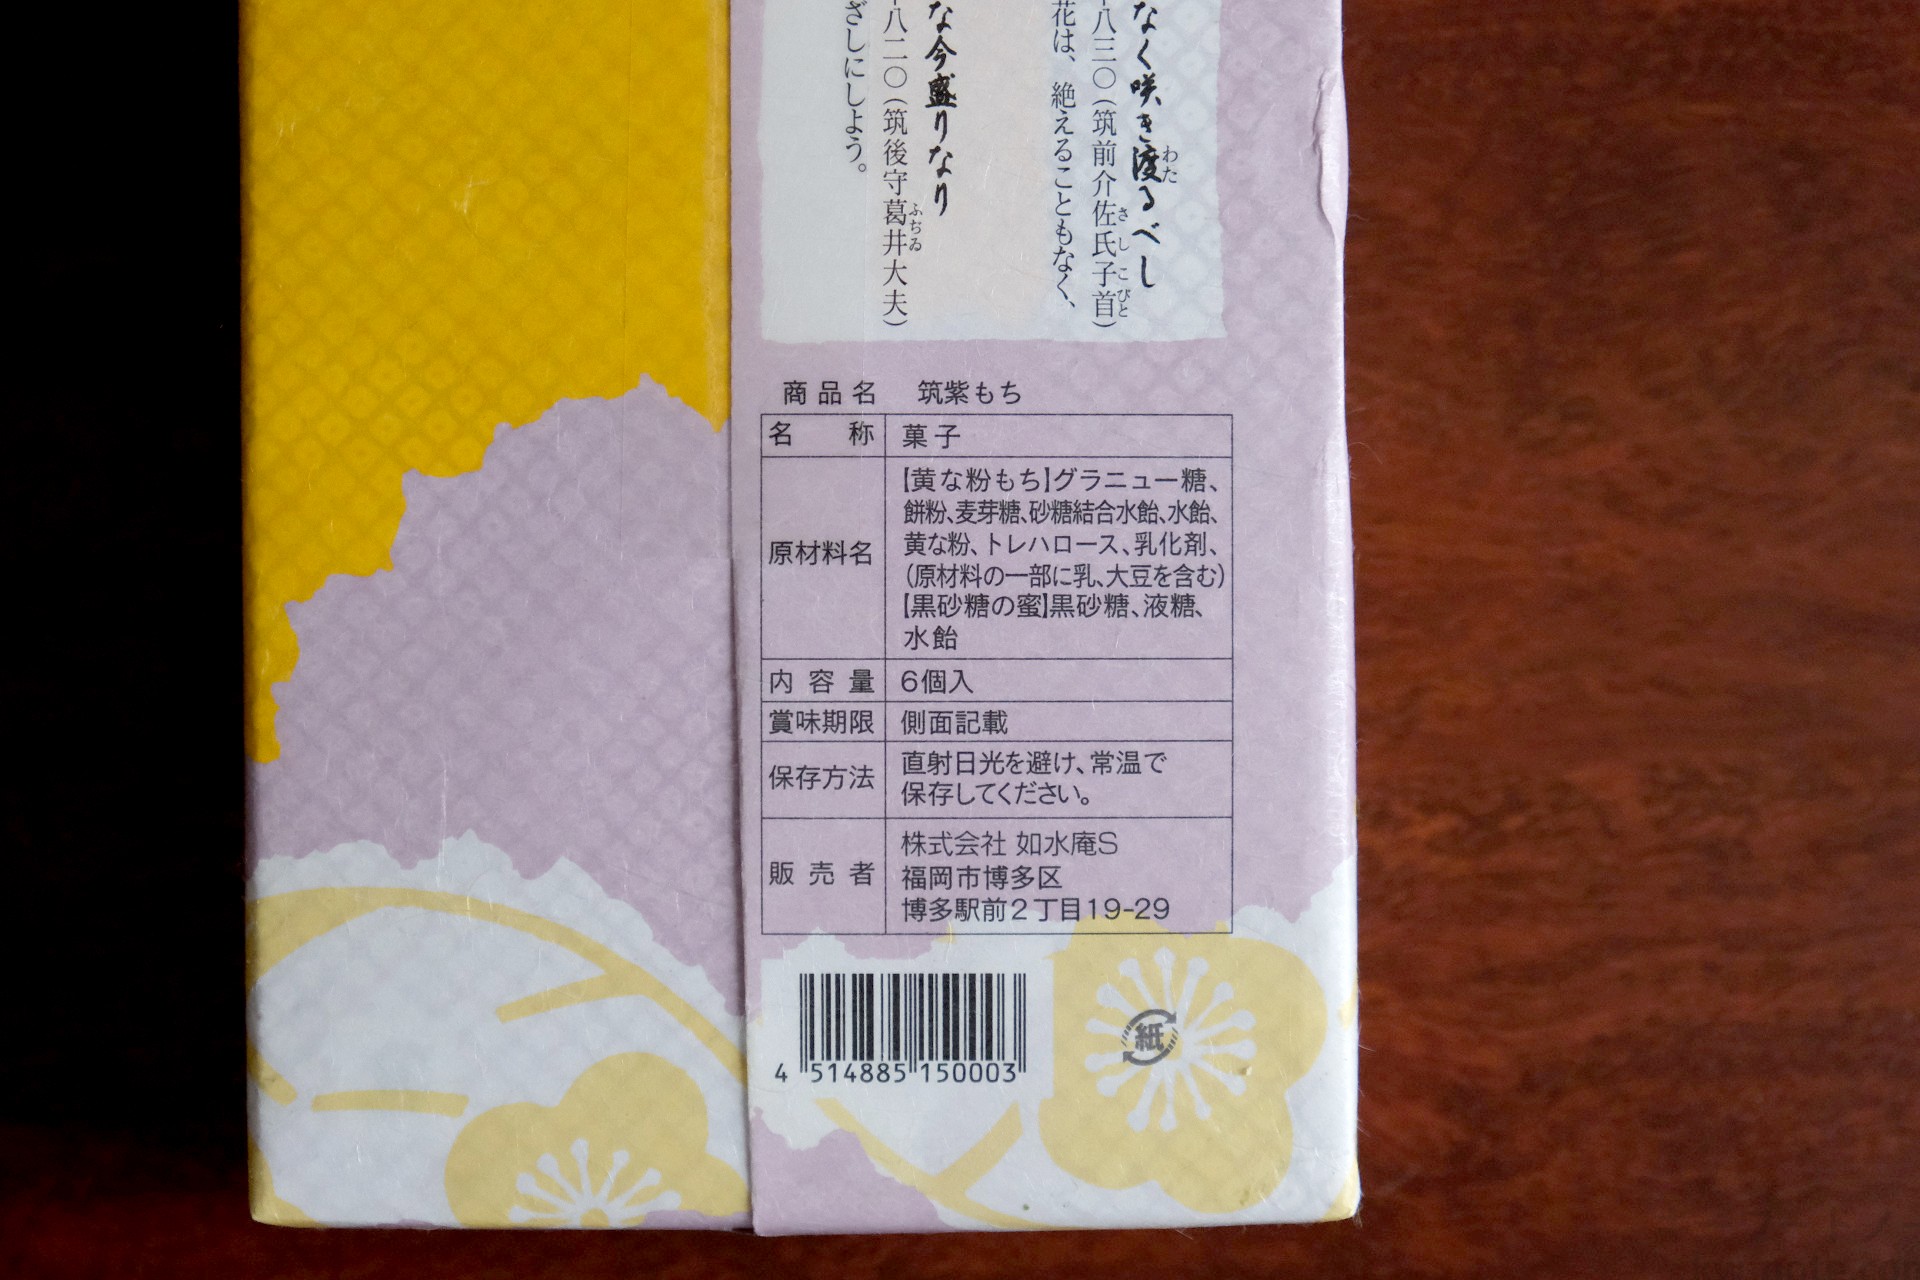 なく咲き渡るべし
わた
八三〇(筑前介佐氏子首)
さしこびと
花は、絶えることもなく、
な今盛りなり
八二〇(筑後守葛井大夫)
ふぢゐ
ざしにしよう。
商品名 筑紫もち
名称 菓子
原材料名 【黄な粉もち】グラニュー糖、
餅粉、麦芽糖、砂糖結合水飴、水飴、
黄な粉、トレハロース、乳化剤、
(原材料の一部に乳、大豆を含む)
【黒砂糖の蜜】黒砂糖、液糖、
水飴
内容量 6個入
賞味期限 側面記載
保存方法 直射日光を避け、常温で
保存してください。
販売者 株式会社 如水庵S
福岡市博多区
博多駅前2丁目19-29
4 514885 150003
紙